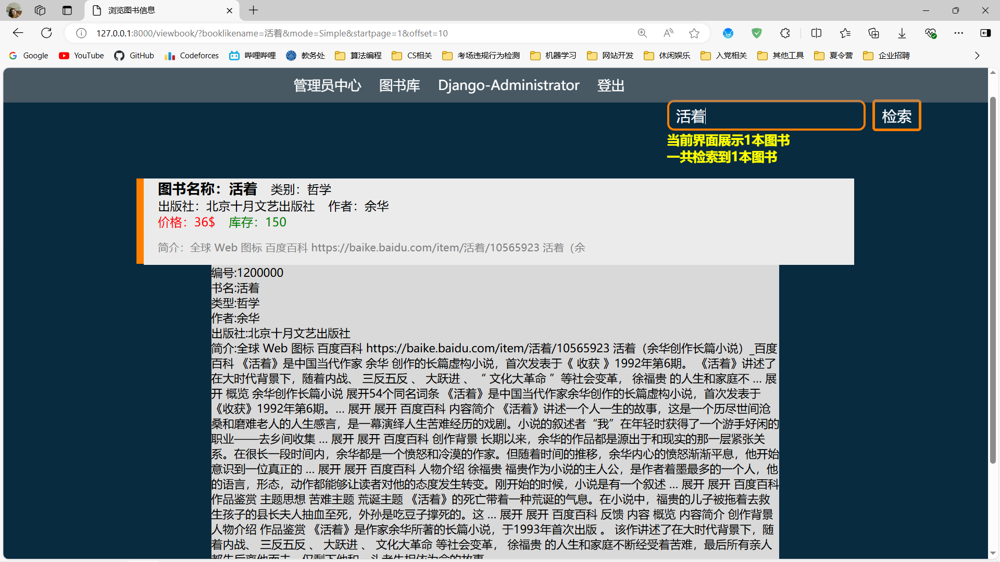 浏览图书信息
127.0.0.1:8000/viewbook/?booklikename=活着&mode=Simple&startpage=1&offset=10
Google YouTube GitHub Codeforces 哔哩哔哩 教务处 算法编程 CS相关 考场违规行为检测 机器学习 网站开发 休闲娱乐 入党相关 其他工具 夏令营 企业招聘
管理员中心 图书库 Django-Administrator 登出
活着 检索
当前界面展示1本图书
一共检索到1本图书
图书名称：活着 类别：哲学
出版社：北京十月文艺出版社 作者：余华
价格：36$ 库存：150
简介：全球 Web 图标 百度百科 https://baike.baidu.com/item/活着/10565923 活着（余
编号:1200000
书名:活着
类型:哲学
作者:余华
出版社:北京十月文艺出版社
简介:全球 Web 图标 百度百科 https://baike.baidu.com/item/活着/10565923 活着（余华创作长篇小说）_百度
百科 《活着》是中国当代作家 余华 创作的长篇虚构小说，首次发表于《 收获 》1992年第6期。 《活着》讲述了
在大时代背景下，随着内战、 三反五反 、 大跃进 、 “ 文化大革命 ” 等社会变革， 徐福贵 的人生和家庭不 ... 展
开 概览 余华创作长篇小说 展开54个同名词条 《活着》是中国当代作家余华创作的长篇虚构小说，首次发表于
《收获》1992年第6期。... 展开 展开 百度百科 内容简介 《活着》讲述一个人一生的故事，这是一个历尽世间沧
桑和磨难老人的人生感言，是一幕演绎人生苦难经历的戏剧。小说的叙述者“我”在年轻时获得了一个游手好闲的
职业——去乡间收集 ... 展开 展开 百度百科 创作背景 长期以来，余华的作品都是源出于和现实的那一层紧张关
系。在很长一段时间内，余华都是一个愤怒和冷漠的作家。但随着时间的推移，余华内心的愤怒渐渐平息，他开始
意识到一位真正的 ... 展开 展开 百度百科 人物介绍 徐福贵 福贵作为小说的主人公，是作者着墨最多的一个人，他
的语言，形态，动作都能够让读者对他的态度发生转变。刚开始的时候，小说是有一个叙述 ... 展开 展开 百度百科
作品鉴赏 主题思想 苦难主题 荒诞主题 《活着》的死亡带着一种荒诞的气息。在小说中，福贵的儿子被拖着去救
生孩子的县长夫人抽血至死，外孙是吃豆子撑死的。这 ... 展开 展开 百度百科 反馈 内容 概览 内容简介 创作背景
人物介绍 作品鉴赏 《活着》是作家余华所著的长篇小说，于1993年首次出版 。 该作讲述了在大时代背景下，随
着内战、 三反五反 、 大跃进 、 文化大革命 等社会变革， 徐福贵 的人生和家庭不断经受着苦难，最后所有亲人
都先后离他而去，仅剩下他和一头老牛相依为命的故事